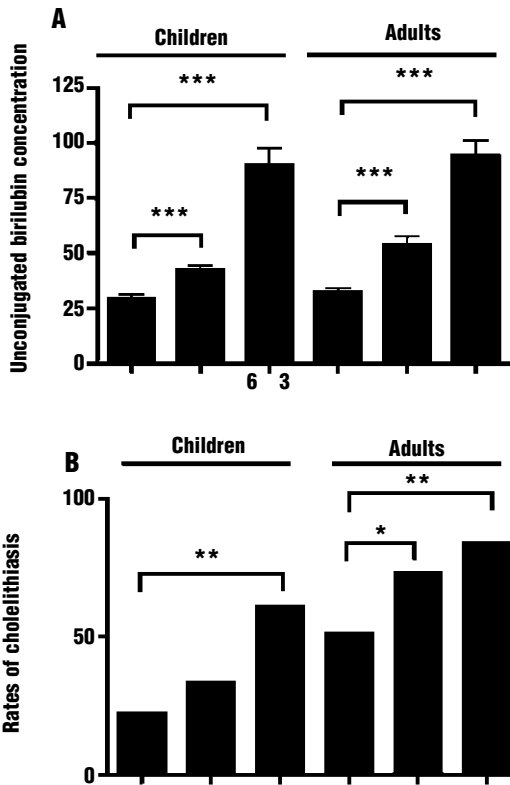 A
Children Adults
Unconjugated birilubin concentration
125
100
75
50
25
0
*** ***
*** ***
6 3
B
Children Adults
Rates of cholelithiasis
100
50
0
** **
*